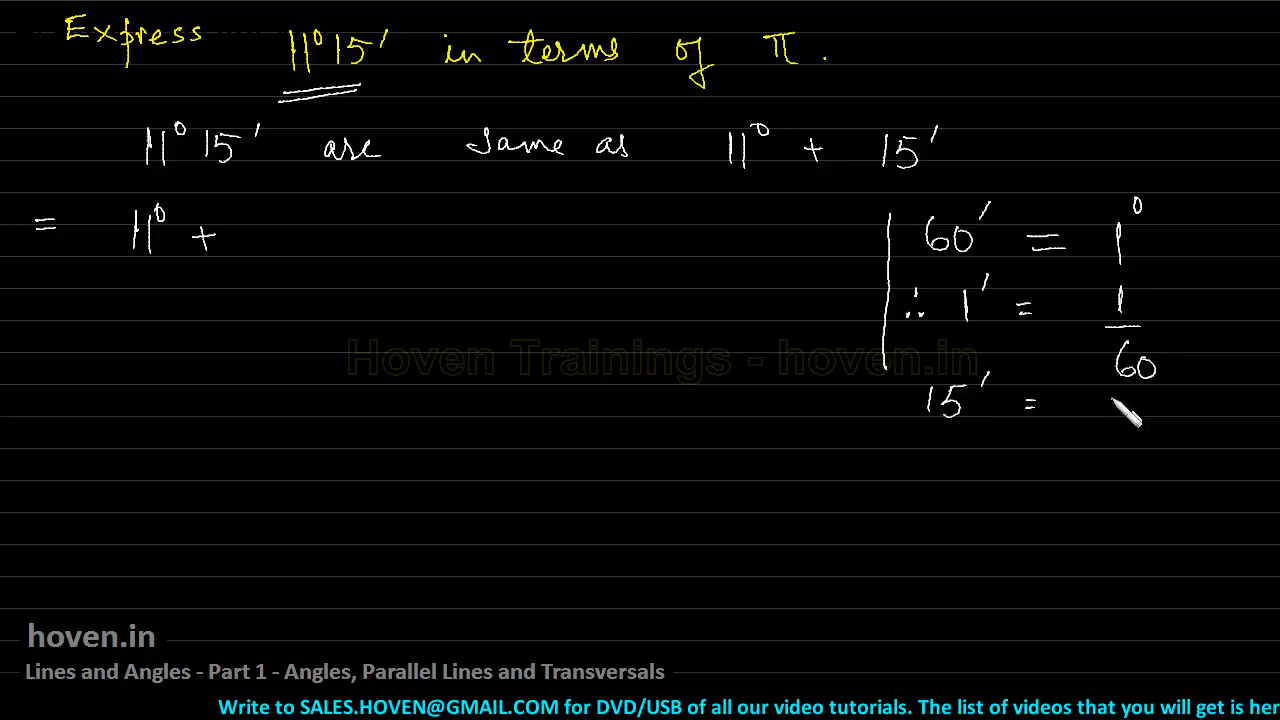 Express 11° 15' in terms of π .
11° 15' are same as 11° + 15'
= 11° +
60' = 1°
∴ 1' = 1/60
15' =
Hoven Trainings - hoven.in
hoven.in
Lines and Angles - Part 1 - Angles, Parallel Lines and Transversals
Write to SALES.HOVEN@GMAIL.COM for DVD/USB of all our video tutorials. The list of videos that you will get is her